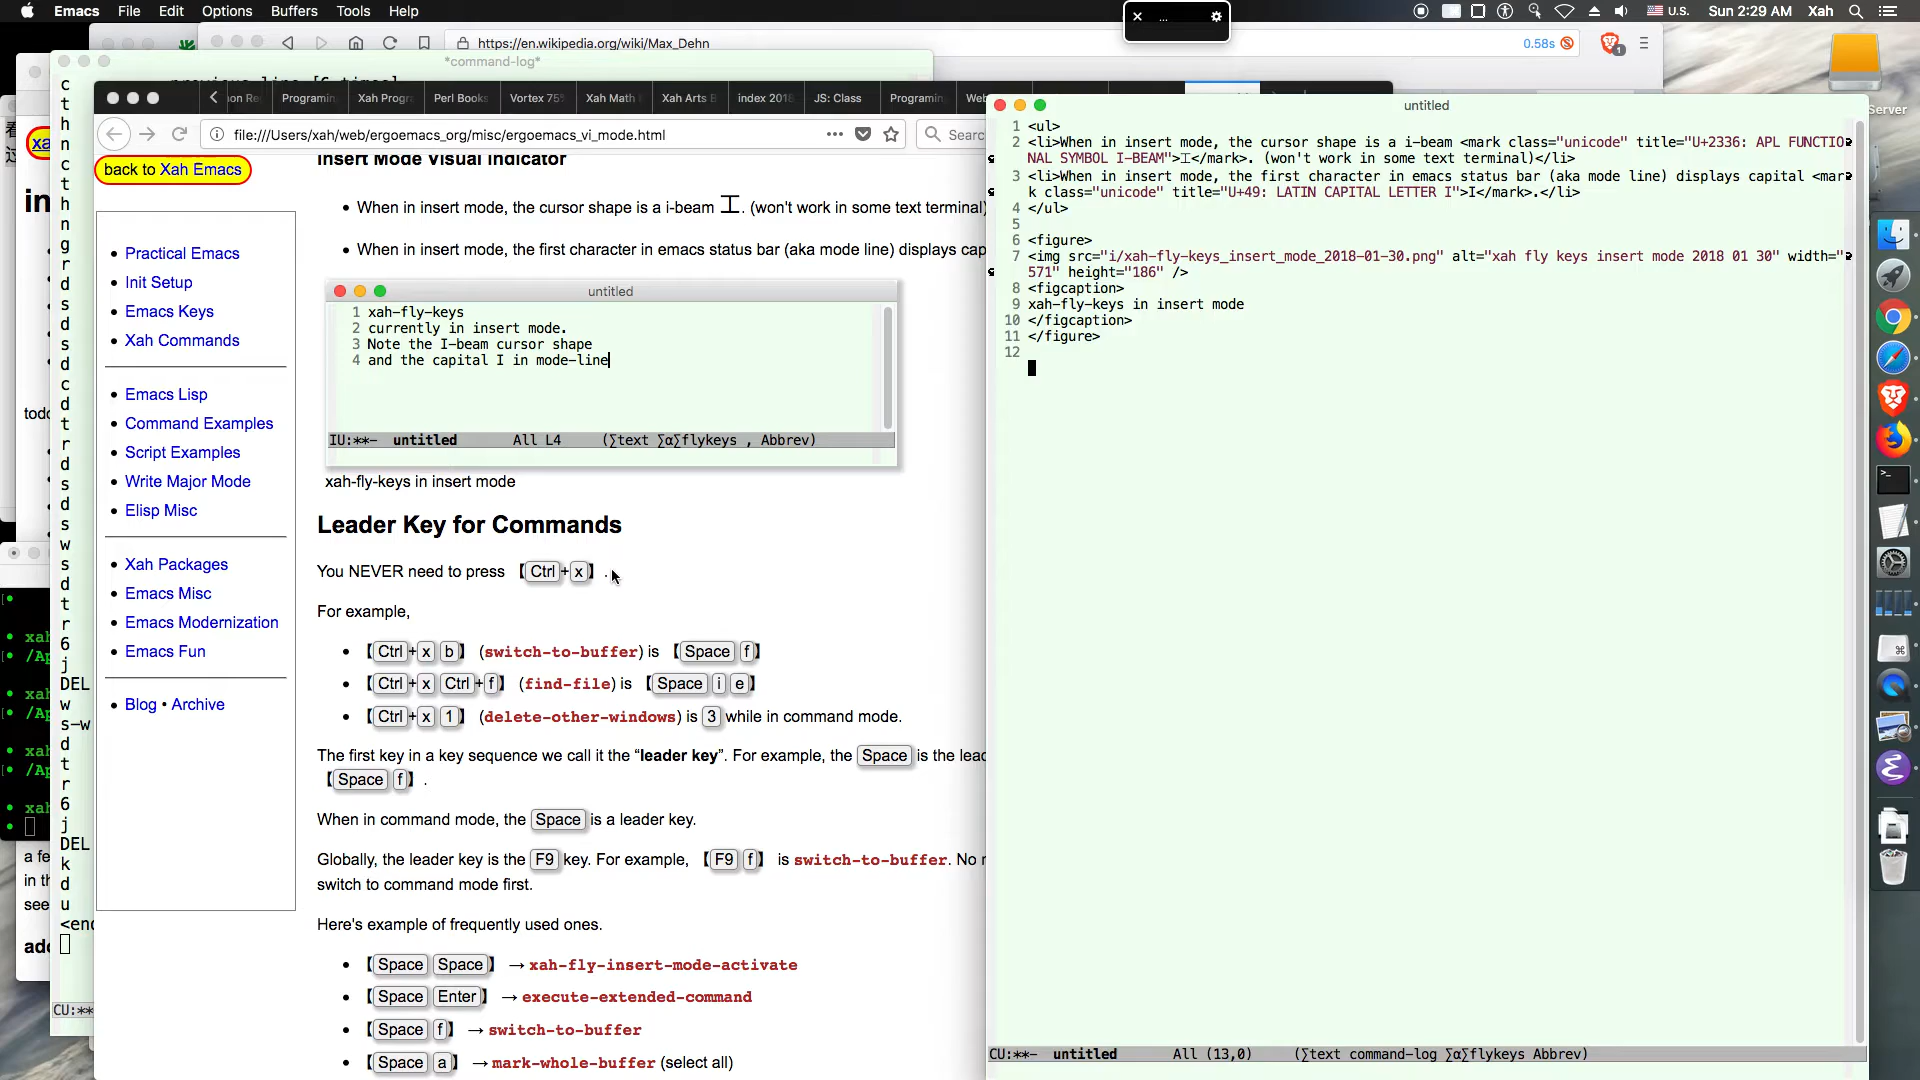 Emacs File Edit Options Buffers Tools Help
U.S. Sun 2:29 AM Xah
https://en.wikipedia.org/wiki/Max_Dehn
0.58s
1
*command-log*
Programin
Xah Progr
Perl Books
Vortex 75%
Xah Math
Xah Arts
index 2018
JS: Class
Programin
file:///Users/xah/web/ergoemacs_org/misc/ergoemacs_vi_mode.html
back to Xah Emacs
Practical Emacs
Init Setup
Emacs Keys
Xah Commands
Emacs Lisp
Command Examples
Script Examples
Write Major Mode
Elisp Misc
Xah Packages
Emacs Misc
Emacs Modernization
Emacs Fun
Blog • Archive
Insert Mode Visual Indicator
When in insert mode, the cursor shape is a i-beam ⌶. (won't work in some text terminal)
When in insert mode, the first character in emacs status bar (aka mode line) displays cap
untitled
1 xah-fly-keys
2 currently in insert mode.
3 Note the I-beam cursor shape
4 and the capital I in mode-line
IU:**- untitled All L4 (∑text ∑α∑flykeys , Abbrev)
xah-fly-keys in insert mode
Leader Key for Commands
You NEVER need to press 【Ctrl+x】.
For example,
【Ctrl+x b】 (switch-to-buffer) is 【Space f】
【Ctrl+x Ctrl+f】 (find-file) is 【Space i e】
【Ctrl+x 1】 (delete-other-windows) is 3 while in command mode.
The first key in a key sequence we call it the “leader key”. For example, the Space is the lead
【Space f】 .
When in command mode, the Space is a leader key.
Globally, the leader key is the F9 key. For example, 【F9 f】 is switch-to-buffer. No
switch to command mode first.
Here's example of frequently used ones.
【Space Space】 → xah-fly-insert-mode-activate
【Space Enter】 → execute-extended-command
【Space f】 → switch-to-buffer
【Space a】 → mark-whole-buffer (select all)
untitled
1 <ul>
2 <li>When in insert mode, the cursor shape is a i-beam <mark class="unicode" title="U+2336: APL FUNCTIO
NAL SYMBOL I-BEAM">⌶</mark>. (won't work in some text terminal)</li>
3 <li>When in insert mode, the first character in emacs status bar (aka mode line) displays capital <mar
k class="unicode" title="U+49: LATIN CAPITAL LETTER I">I</mark>.</li>
4 </ul>
5
6 <figure>
7 <img src="i/xah-fly-keys_insert_mode_2018-01-30.png" alt="xah fly keys insert mode 2018 01 30" width="
571" height="186" />
8 <figcaption>
9 xah-fly-keys in insert mode
10 </figcaption>
11 </figure>
12
CU:**- untitled All (13,0) (∑text command-log ∑α∑flykeys Abbrev)
c
t
h
n
c
t
h
n
g
r
d
s
d
s
d
c
d
t
r
d
s
d
s
w
s
d
t
r
6
j
DEL
w
s-w
d
t
r
6
j
DEL
k
d
u
CU:**
Server